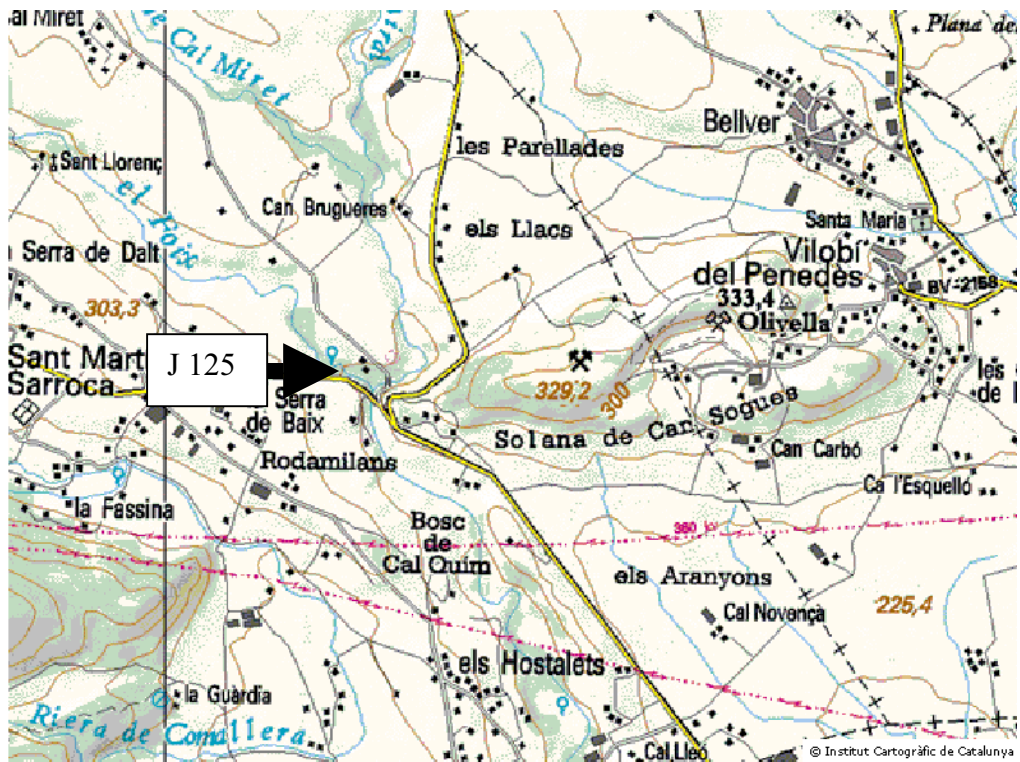 Cal Miret
de Cal Miret
Plana de
Bellver
les Parellades
Sant Llorenç
el Foix
Can Brugueres
els Llacs
Santa Maria
Vilobí
del Penedès
Serra de Dalt
333,4
BV-2156
Olivella
303,3
Sant Mart
Sarroca
J 125
329,2
300
les
de
Serra
de Baix
Solana de Can Sogues
Can Carbó
Rodamilans
Ca l'Esquelló
la Fassina
Bosc
de
Cal Quim
els Aranyons
Cal Novençà
225,4
els Hostalets
la Guàrdia
Riera de Comallera
Cal Lleó
© Institut Cartogràfic de Catalunya